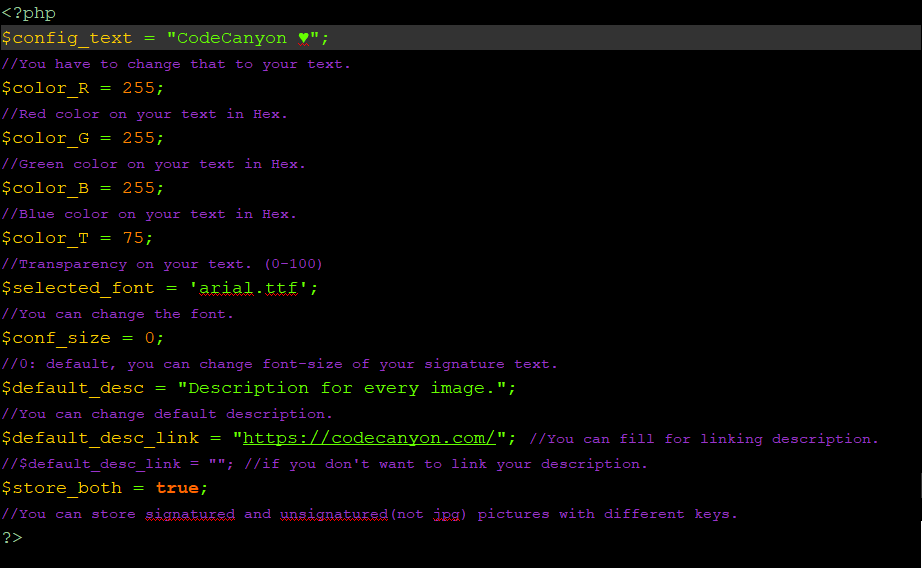 <?php
$config_text = "CodeCanyon ♥";
//You have to change that to your text.
$color_R = 255;
//Red color on your text in Hex.
$color_G = 255;
//Green color on your text in Hex.
$color_B = 255;
//Blue color on your text in Hex.
$color_T = 75;
//Transparency on your text. (0-100)
$selected_font = 'arial.ttf';
//You can change the font.
$conf_size = 0;
//0: default, you can change font-size of your signature text.
$default_desc = "Description for every image.";
//You can change default description.
$default_desc_link = "https://codecanyon.com/"; //You can fill for linking description.
//$default_desc_link = ""; //if you don't want to link your description.
$store_both = true;
//You can store signatured and unsignatured(not jpg) pictures with different keys.
?>